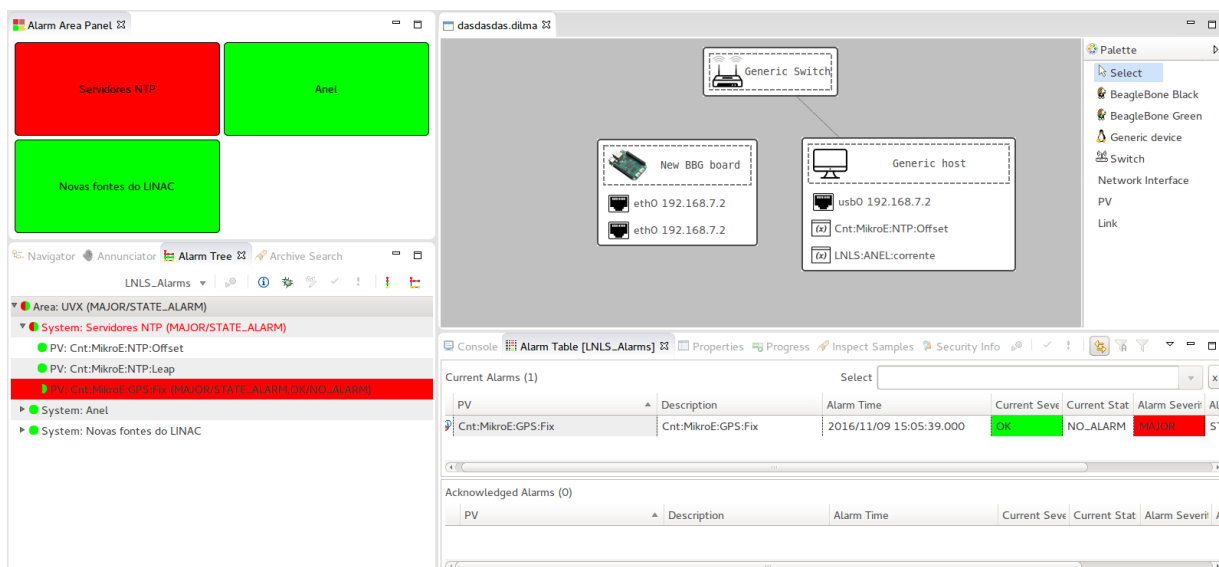 Alarm Area Panel
Servidores NTP
Anel
Novas fontes do LINAC
Navigator Annunciator Alarm Tree Archive Search
LNLS_Alarms
Area: UVX (MAJOR/STATE_ALARM)
System: Servidores NTP (MAJOR/STATE_ALARM)
PV: Cnt:MikroE:NTP:Offset
PV: Cnt:MikroE:NTP:Leap
PV: Cnt:MikroE:GPS:Fix (MAJOR/STATE_ALARM,OK/NO_ALARM)
System: Anel
System: Novas fontes do LINAC
dasdasdas.dilma
Generic Switch
New BBG board
eth0 192.168.7.2
eth0 192.168.7.2
Generic host
usb0 192.168.7.2
(x) Cnt:MikroE:NTP:Offset
(x) LNLS:ANEL:corrente
Palette
Select
BeagleBone Black
BeagleBone Green
Generic device
Switch
Network Interface
PV
Link
Console Alarm Table [LNLS_Alarms] Properties Progress Inspect Samples Security Info
Current Alarms (1)
Select
x
PV Description Alarm Time Current Seve Current Stat Alarm Severit Al
Cnt:MikroE:GPS:Fix Cnt:MikroE:GPS:Fix 2016/11/09 15:05:39.000 OK NO_ALARM MAJOR ST
Acknowledged Alarms (0)
PV Description Alarm Time Current Seve Current Stat Alarm Severit A